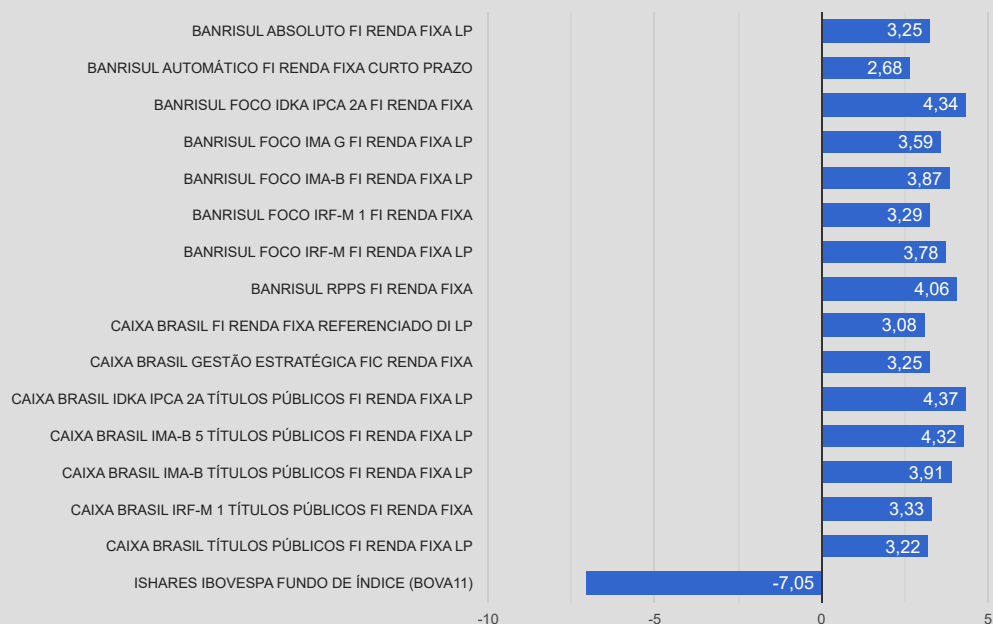 BANRISUL ABSOLUTO FI RENDA FIXA LP 3,25
BANRISUL AUTOMÁTICO FI RENDA FIXA CURTO PRAZO 2,68
BANRISUL FOCO IDKA IPCA 2A FI RENDA FIXA 4,34
BANRISUL FOCO IMA G FI RENDA FIXA LP 3,59
BANRISUL FOCO IMA-B FI RENDA FIXA LP 3,87
BANRISUL FOCO IRF-M 1 FI RENDA FIXA 3,29
BANRISUL FOCO IRF-M FI RENDA FIXA LP 3,78
BANRISUL RPPS FI RENDA FIXA 4,06
CAIXA BRASIL FI RENDA FIXA REFERENCIADO DI LP 3,08
CAIXA BRASIL GESTÃO ESTRATÉGICA FIC RENDA FIXA 3,25
CAIXA BRASIL IDKA IPCA 2A TÍTULOS PÚBLICOS FI RENDA FIXA LP 4,37
CAIXA BRASIL IMA-B 5 TÍTULOS PÚBLICOS FI RENDA FIXA LP 4,32
CAIXA BRASIL IMA-B TÍTULOS PÚBLICOS FI RENDA FIXA LP 3,91
CAIXA BRASIL IRF-M 1 TÍTULOS PÚBLICOS FI RENDA FIXA 3,33
CAIXA BRASIL TÍTULOS PÚBLICOS FI RENDA FIXA LP 3,22
ISHARES IBOVESPA FUNDO DE ÍNDICE (BOVA11) -7,05
-10 -5 0 5